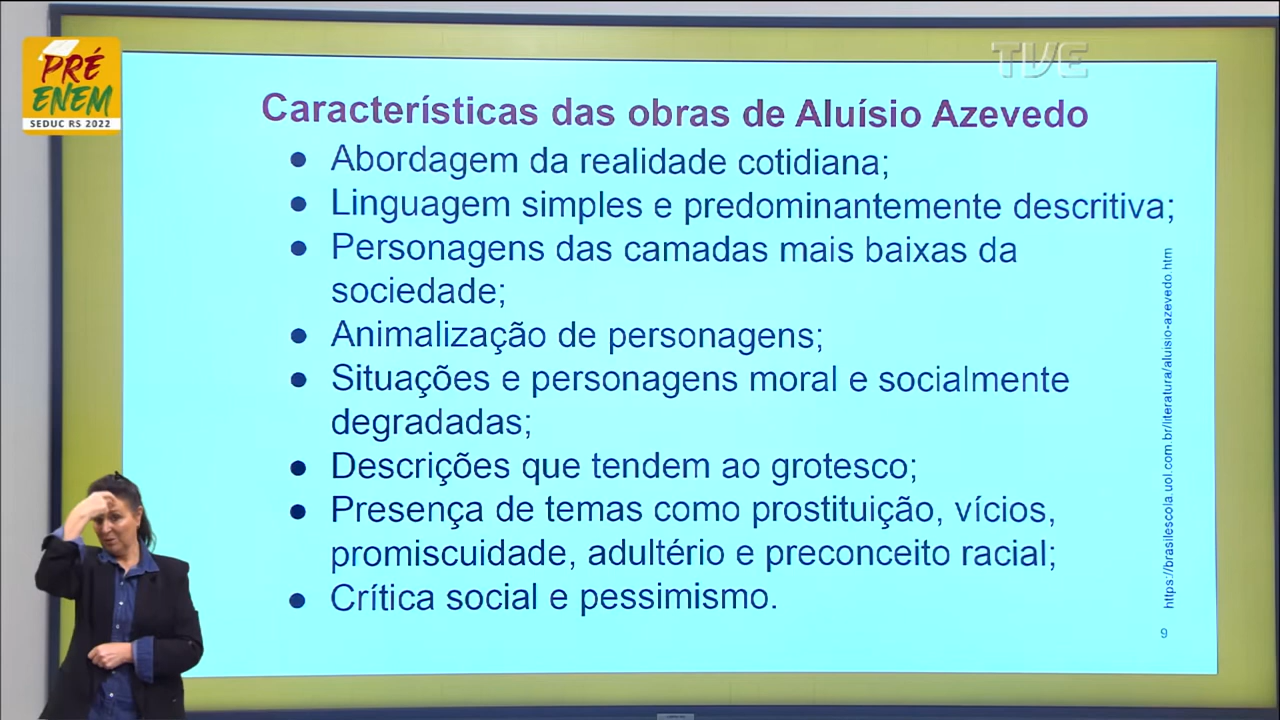 PRÉ
ENEM
SEDUC RS 2022
TVE
Características das obras de Aluísio Azevedo
● Abordagem da realidade cotidiana;
● Linguagem simples e predominantemente descritiva;
● Personagens das camadas mais baixas da
sociedade;
● Animalização de personagens;
● Situações e personagens moral e socialmente
degradadas;
● Descrições que tendem ao grotesco;
● Presença de temas como prostituição, vícios,
promiscuidade, adultério e preconceito racial;
● Crítica social e pessimismo.
https://brasilescola.uol.com.br/literatura/aluisio-azevedo.htm
9